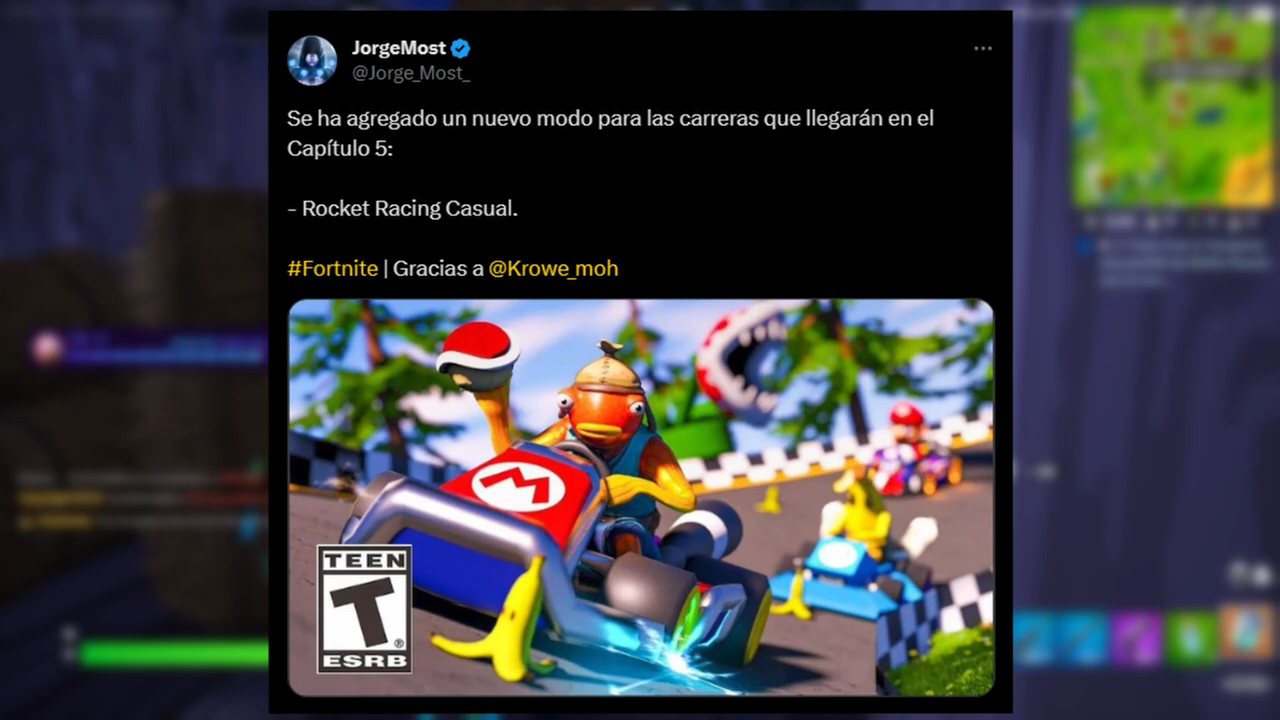 JorgeMost
@Jorge_Most_
Se ha agregado un nuevo modo para las carreras que llegarán en el
Capítulo 5:
- Rocket Racing Casual.
#Fortnite | Gracias a @Krowe_moh
M
TEEN
T
®
ESRB